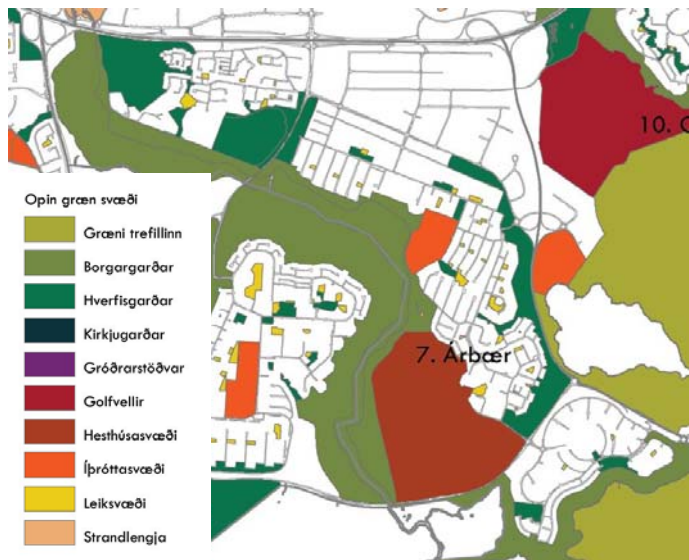 10. G
7. Árbær
Opin græn svæði
Græni trefillinn
Borgargarðar
Hverfisgarðar
Kirkjugarðar
Gróðrarstöðvar
Golfvellir
Hesthúsasvæði
Íþróttasvæði
Leiksvæði
Strandlengja